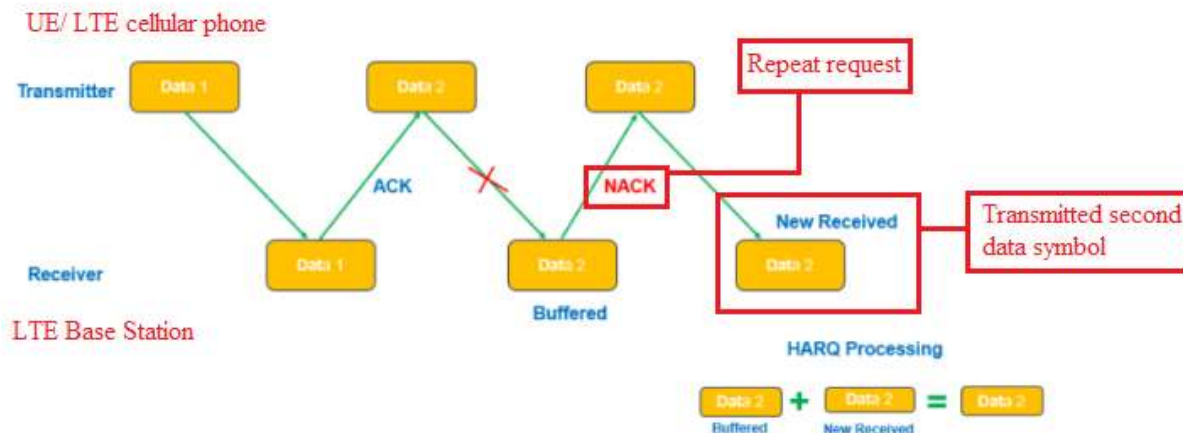 UE/ LTE cellular phone
Repeat request
Transmitter
Data 1
Data 2
Data 2
ACK
NACK
New Received
Transmitted second
data symbol
Receiver
Data 1
Data 2
Data 2
Buffered
LTE Base Station
HARQ Processing
Data 2 + Data 2 = Data 2
Buffered
New Received